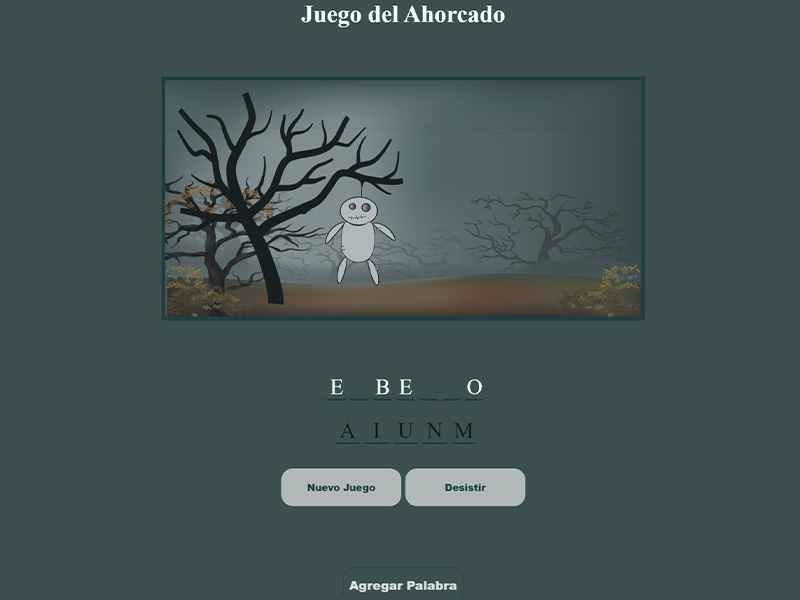 Juego del Ahorcado
E _ B E _ _ O
A I U N M
Nuevo Juego
Desistir
Agregar Palabra